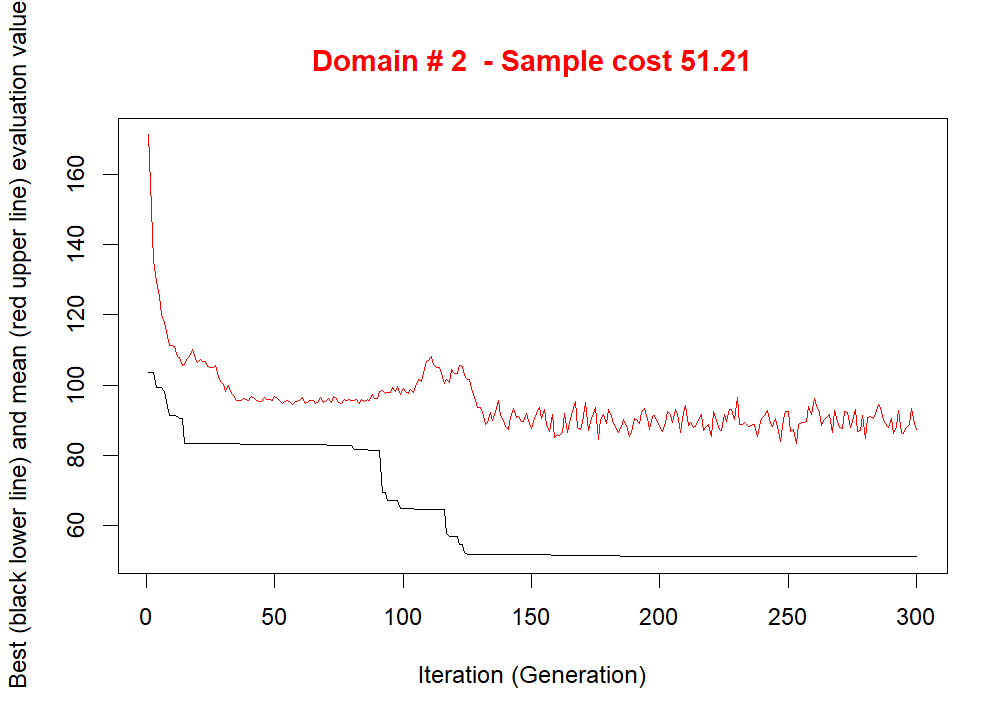 Domain # 2  - Sample cost 51.21
Best (black lower line) and mean (red upper line) evaluation value
160
140
120
100
80
60
0 50 100 150 200 250 300
Iteration (Generation)